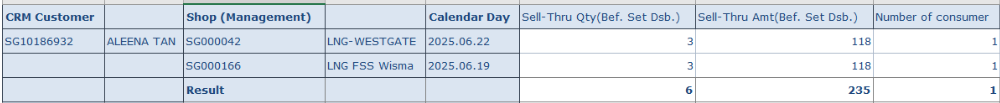 CRM Customer Shop (Management) Calendar Day Sell-Thru Qty(Bef. Set Dsb.) Sell-Thru Amt(Bef. Set Dsb.) Number of consumer
SG10186932 ALEENA TAN SG000042 LNG-WESTGATE 2025.06.22 3 118 1
SG000166 LNG FSS Wisma 2025.06.19 3 118 1
Result 6 235 1